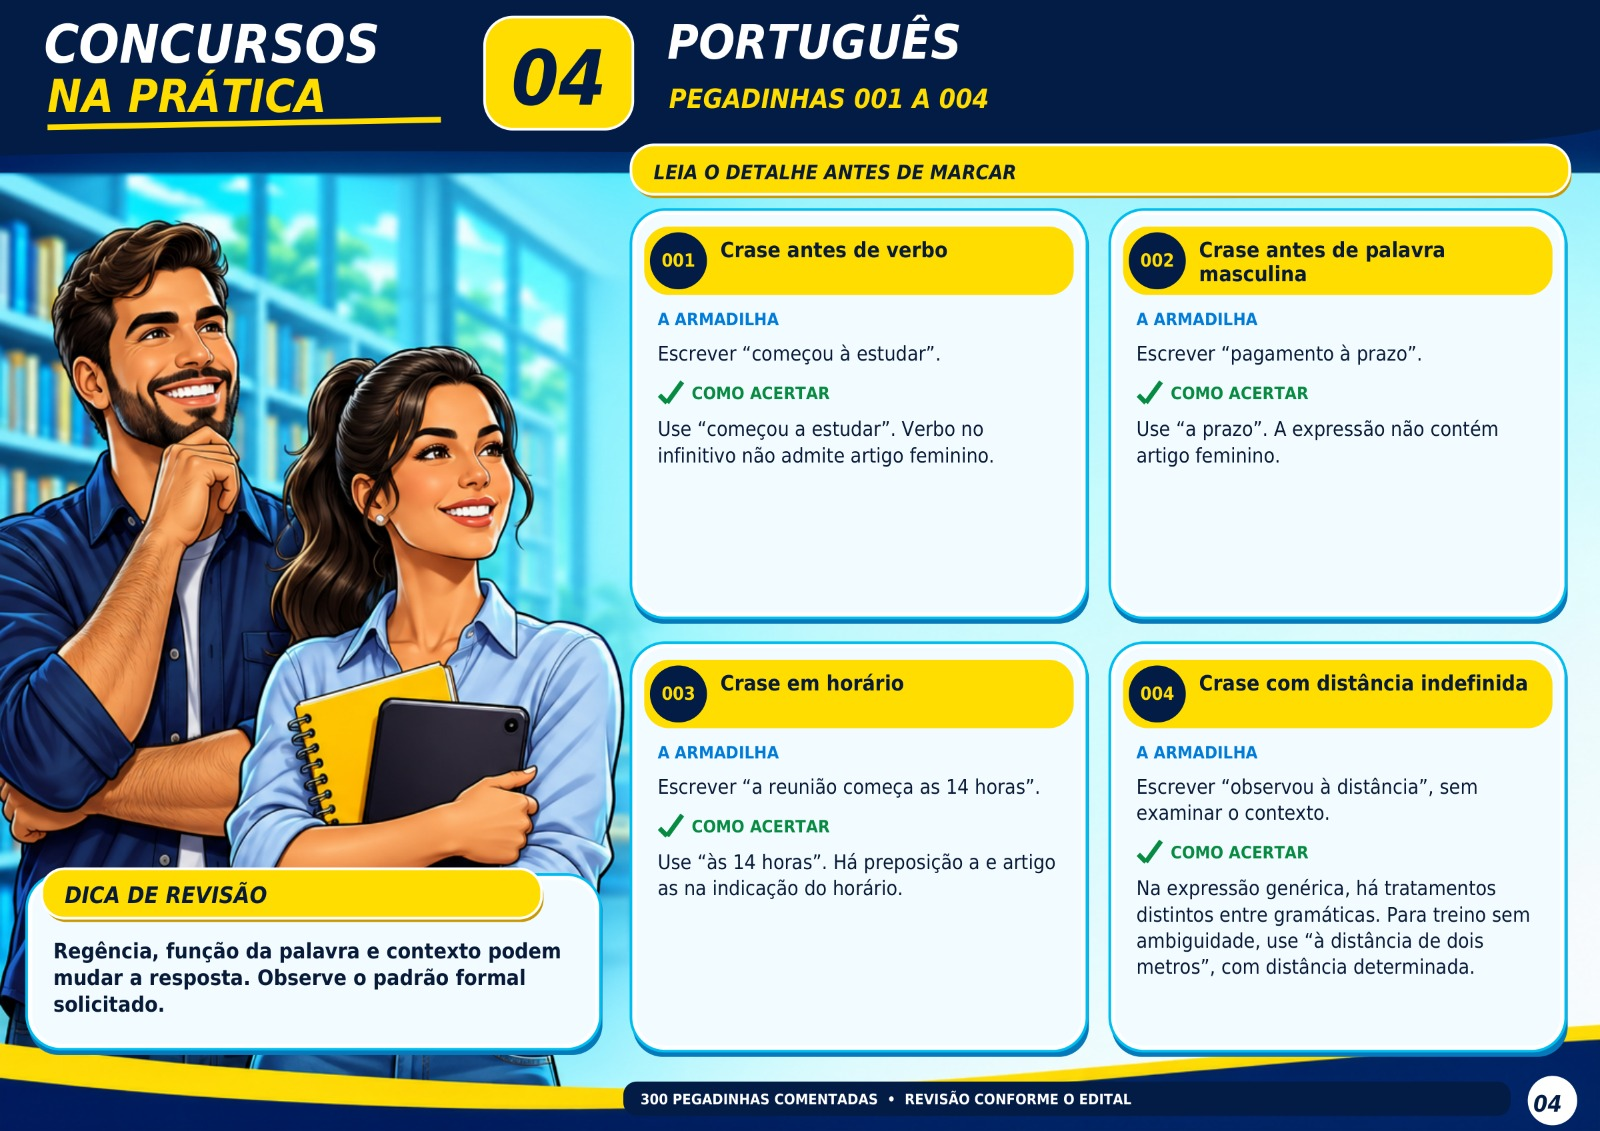 CONCURSOS
NA PRÁTICA
04
PORTUGUÊS
PEGADINHAS 001 A 004
LEIA O DETALHE ANTES DE MARCAR
001
Crase antes de verbo
A ARMADILHA
Escrever “começou à estudar”.
COMO ACERTAR
Use “começou a estudar”. Verbo no
infinitivo não admite artigo feminino.
002
Crase antes de palavra
masculina
A ARMADILHA
Escrever “pagamento à prazo”.
COMO ACERTAR
Use “a prazo”. A expressão não contém
artigo feminino.
003
Crase em horário
A ARMADILHA
Escrever “a reunião começa as 14 horas”.
COMO ACERTAR
Use “às 14 horas”. Há preposição a e artigo
as na indicação do horário.
004
Crase com distância indefinida
A ARMADILHA
Escrever “observou à distância”, sem
examinar o contexto.
COMO ACERTAR
Na expressão genérica, há tratamentos
distintos entre gramáticas. Para treino sem
ambiguidade, use “à distância de dois
metros”, com distância determinada.
DICA DE REVISÃO
Regência, função da palavra e contexto podem
mudar a resposta. Observe o padrão formal
solicitado.
300 PEGADINHAS COMENTADAS • REVISÃO CONFORME O EDITAL
04